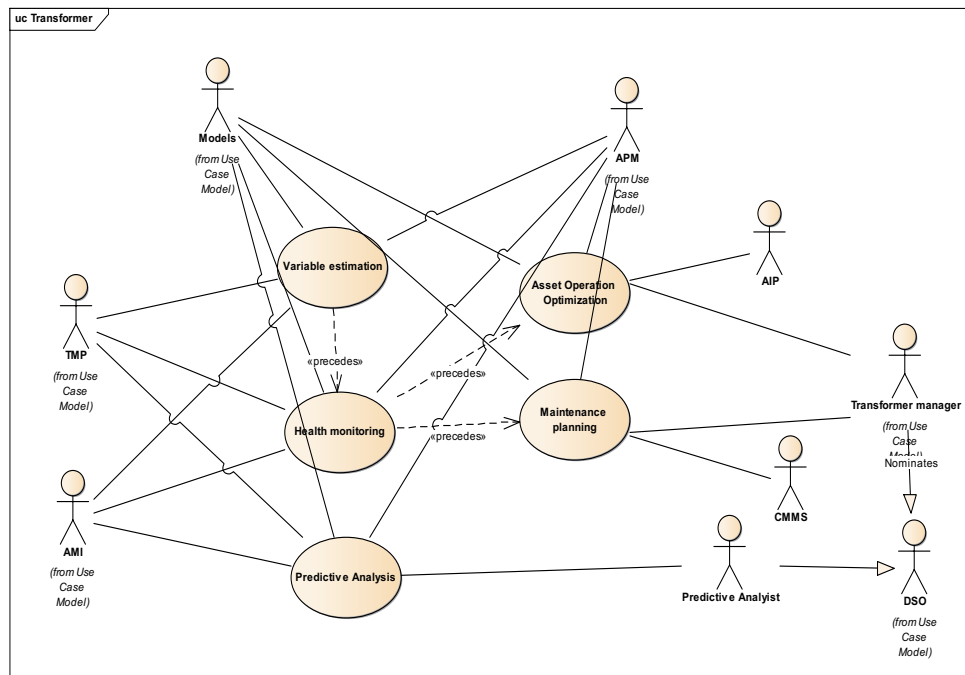 uc Transformer
Models
(from Use
Case
Model)
APM
(from Use
Case
Model)
AIP
Variable estimation
Asset Operation
Optimization
TMP
(from Use
Case
Model)
«precedes»
«precedes»
Transformer manager
(from Use
Case
Model)
Nominates
Health monitoring
«precedes»
Maintenance
planning
CMMS
AMI
(from Use
Case
Model)
Predictive Analysis
Predictive Analyist
DSO
(from Use
Case
Model)